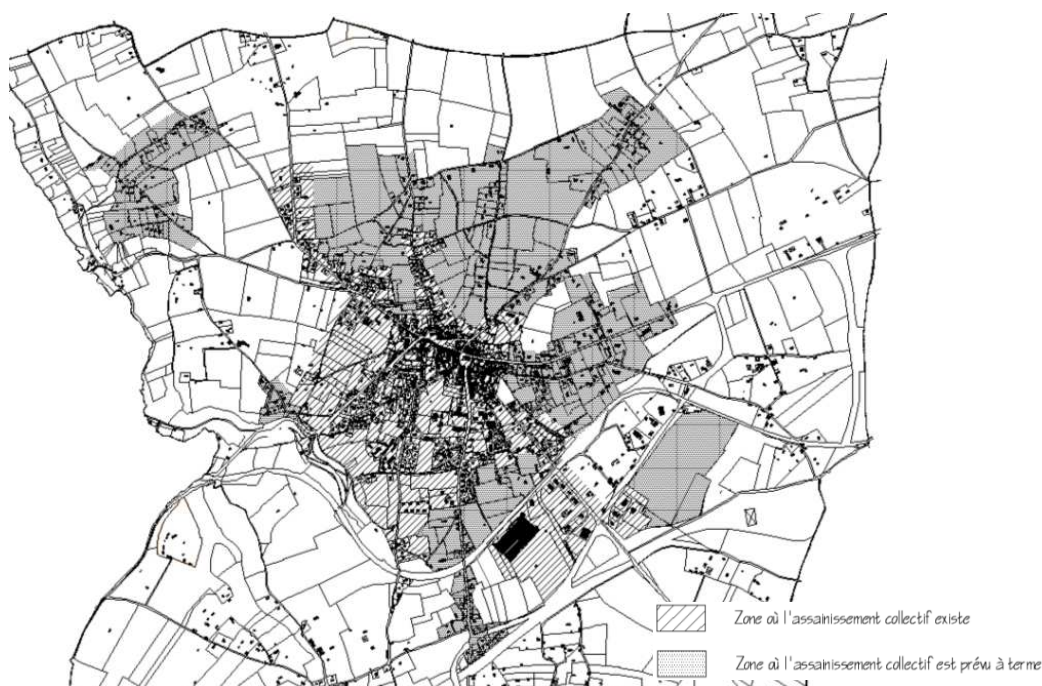 Zone où l'assainissement collectif existe
Zone où l'assainissement collectif est prévu à terme